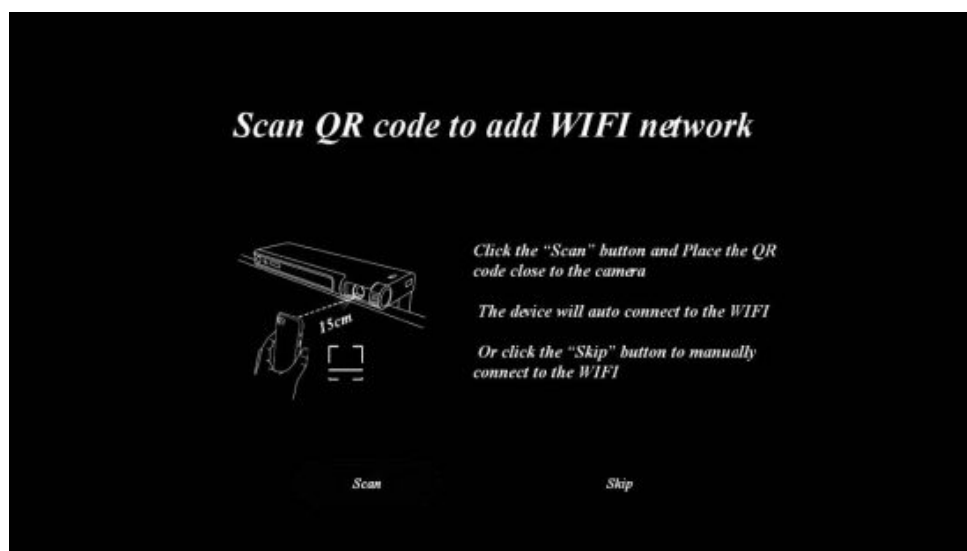 Scan QR code to add WIFI network
Click the “Scan” button and Place the QR
code close to the camera
The device will auto connect to the WIFI
Or click the “Skip” button to manually
connect to the WIFI
15cm
Scan
Skip